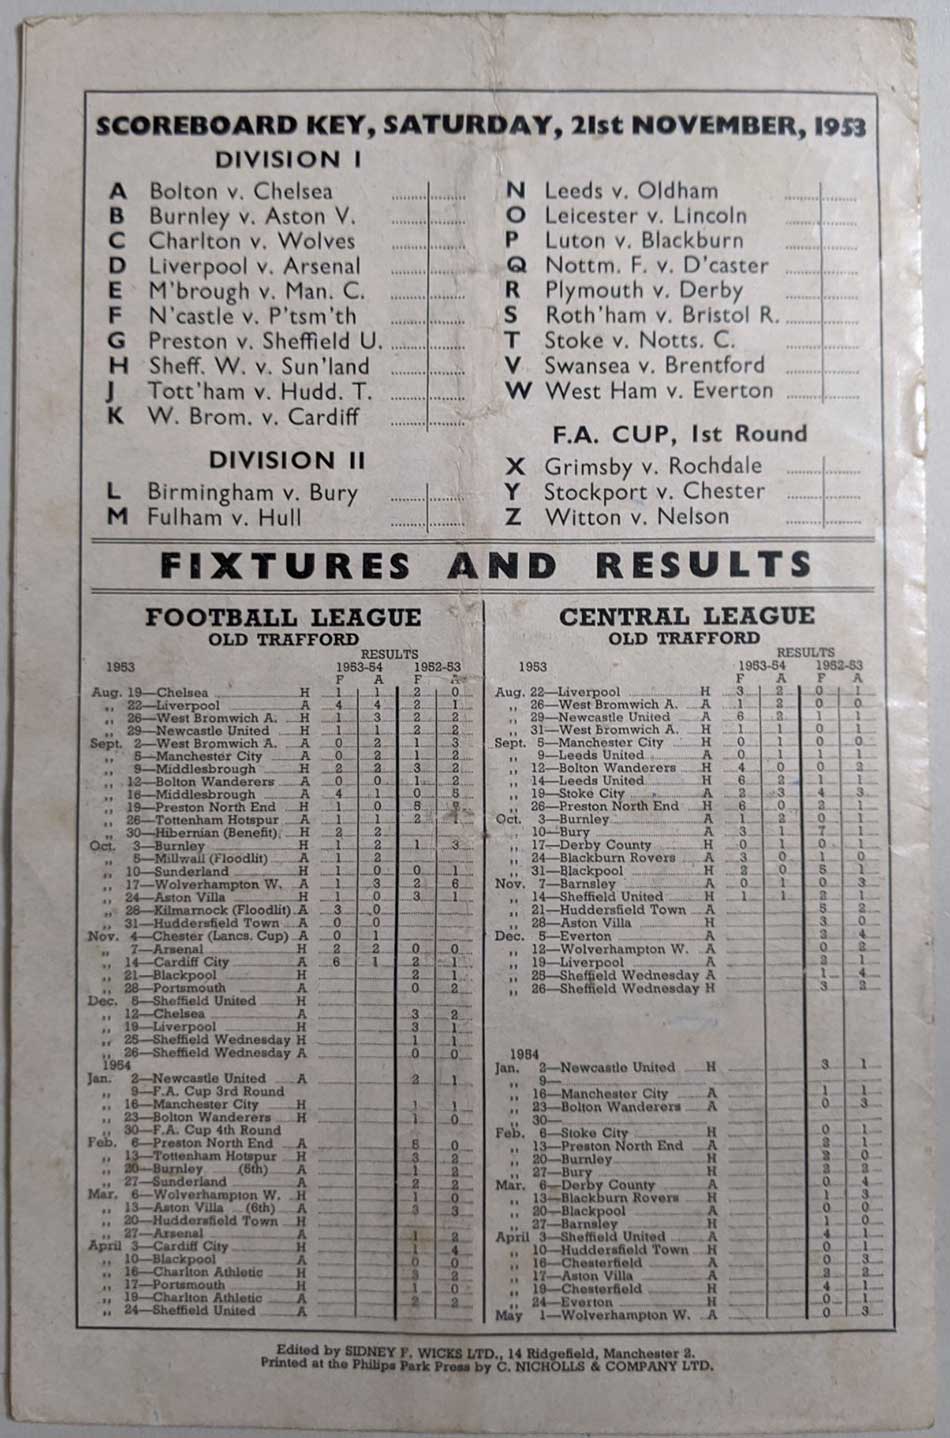 SCOREBOARD KEY, SATURDAY, 21st NOVEMBER, 1953
DIVISION I
A Bolton v. Chelsea
B Burnley v. Aston V.
C Charlton v. Wolves
D Liverpool v. Arsenal
E M'brough v. Man. C.
F N'castle v. P'tsm'th
G Preston v. Sheffield U.
H Sheff. W. v. Sun'land
J Tott'ham v. Hudd. T.
K W. Brom. v. Cardiff
DIVISION II
L Birmingham v. Bury
M Fulham v. Hull
N Leeds v. Oldham
O Leicester v. Lincoln
P Luton v. Blackburn
Q Nottm. F. v. D'caster
R Plymouth v. Derby
S Roth'ham v. Bristol R.
T Stoke v. Notts. C.
V Swansea v. Brentford
W West Ham v. Everton
F.A. CUP, 1st Round
X Grimsby v. Rochdale
Y Stockport v. Chester
Z Witton v. Nelson
FIXTURES AND RESULTS
FOOTBALL LEAGUE
OLD TRAFFORD
RESULTS
1953 1953-54 1952-53
F A F A
Aug. 19—Chelsea H 1 1 2 0
,, 22—Liverpool A 4 4 2 1
,, 26—West Bromwich A. H 1 3 2 2
,, 29—Newcastle United H 1 1 2 2
Sept. 2—West Bromwich A. A 0 2 1 3
,, 5—Manchester City A 0 2 1 2
,, 9—Middlesbrough H 2 2 3 2
,, 12—Bolton Wanderers A 0 0 1 2
,, 16—Middlesbrough A 4 1 0 5
,, 19—Preston North End H 1 0 5
,, 26—Tottenham Hotspur A 1 1 2
,, 30—Hibernian (Benefit). H 2 2
Oct. 3—Burnley H 1 2 1 3
,, 5—Millwall (Floodlit) A 1 2
,, 10—Sunderland H 1 0 0 1
,, 17—Wolverhampton W. A 1 3 2 6
,, 24—Aston Villa H 1 0 3 1
,, 28—Kilmarnock (Floodlit) A 3 0
,, 31—Huddersfield Town A 0 0
Nov. 4—Chester (Lancs. Cup) A 0 1
,, 7—Arsenal H 2 2 0 0
,, 14—Cardiff City A 6 1 2 1
,, 21—Blackpool H 2 1
,, 28—Portsmouth A 0 2
Dec. 5—Sheffield United H
,, 12—Chelsea A 3 2
,, 19—Liverpool H 3 1
,, 25—Sheffield Wednesday H 1 1
,, 26—Sheffield Wednesday A 0 0
1954
Jan. 2—Newcastle United A 2 1
,, 9—F.A. Cup 3rd Round
,, 16—Manchester City H 1 1
,, 23—Bolton Wanderers H 1 0
,, 30—F.A. Cup 4th Round
Feb. 6—Preston North End A 5 0
,, 13—Tottenham Hotspur H 3 2
,, 20—Burnley (5th) A 1 2
,, 27—Sunderland H 2 2
Mar. 6—Wolverhampton W. H 1 0
,, 13—Aston Villa (6th) A 3 3
,, 20—Huddersfield Town H
,, 27—Arsenal A 1 2
April 3—Cardiff City H 1 4
,, 10—Blackpool A 0 0
,, 16—Charlton Athletic H 3 2
,, 17—Portsmouth H 1 0
,, 19—Charlton Athletic A 2 2
,, 24—Sheffield United A
CENTRAL LEAGUE
OLD TRAFFORD
RESULTS
1953 1953-54 1952-53
F A F A
Aug. 22—Liverpool H 3 2 0 1
,, 26—West Bromwich A. A 1 2 0 0
,, 29—Newcastle United A 6 2 1 1
,, 31—West Bromwich A. H 1 1 0 1
Sept. 5—Manchester City H 0 1 0 0
,, 9—Leeds United A 0 1 1 1
,, 12—Bolton Wanderers H 4 0 0 2
,, 14—Leeds United H 6 2 1 1
,, 19—Stoke City A 2 3 4 3
,, 26—Preston North End H 6 0 2 1
Oct. 3—Burnley A 1 2 0 1
,, 10—Bury A 3 1 7 1
,, 17—Derby County H 0 1 0 1
,, 24—Blackburn Rovers A 3 0 1 0
,, 31—Blackpool H 2 0 5 1
Nov. 7—Barnsley A 0 1 0 3
,, 14—Sheffield United H 1 1 2 1
,, 21—Huddersfield Town A 5 2
,, 28—Aston Villa H 3 0
Dec. 5—Everton A 3 4
,, 12—Wolverhampton W. A 0 2
,, 19—Liverpool A 2 1
,, 25—Sheffield Wednesday A 1 4
,, 26—Sheffield Wednesday H 3 2
1954
Jan. 2—Newcastle United H 3 1
,, 9—
,, 16—Manchester City A 1 1
,, 23—Bolton Wanderers A 0 3
,, 30—
Feb. 6—Stoke City H 0 1
,, 13—Preston North End A 2 1
,, 20—Burnley H 2 0
,, 27—Bury H 2 2
Mar. 6—Derby County A 0 4
,, 13—Blackburn Rovers H 1 3
,, 20—Blackpool A 0 0
,, 27—Barnsley H 1 0
April 3—Sheffield United A 4 1
,, 10—Huddersfield Town H 0 1
,, 16—Chesterfield A 0 3
,, 17—Aston Villa A 2 2
,, 19—Chesterfield H 4 1
,, 24—Everton H 0 1
May 1—Wolverhampton W. A 0 3
Edited by SIDNEY F. WICKS LTD., 14 Ridgefield, Manchester 2.
Printed at the Philips Park Press by C. NICHOLLS & COMPANY LTD.